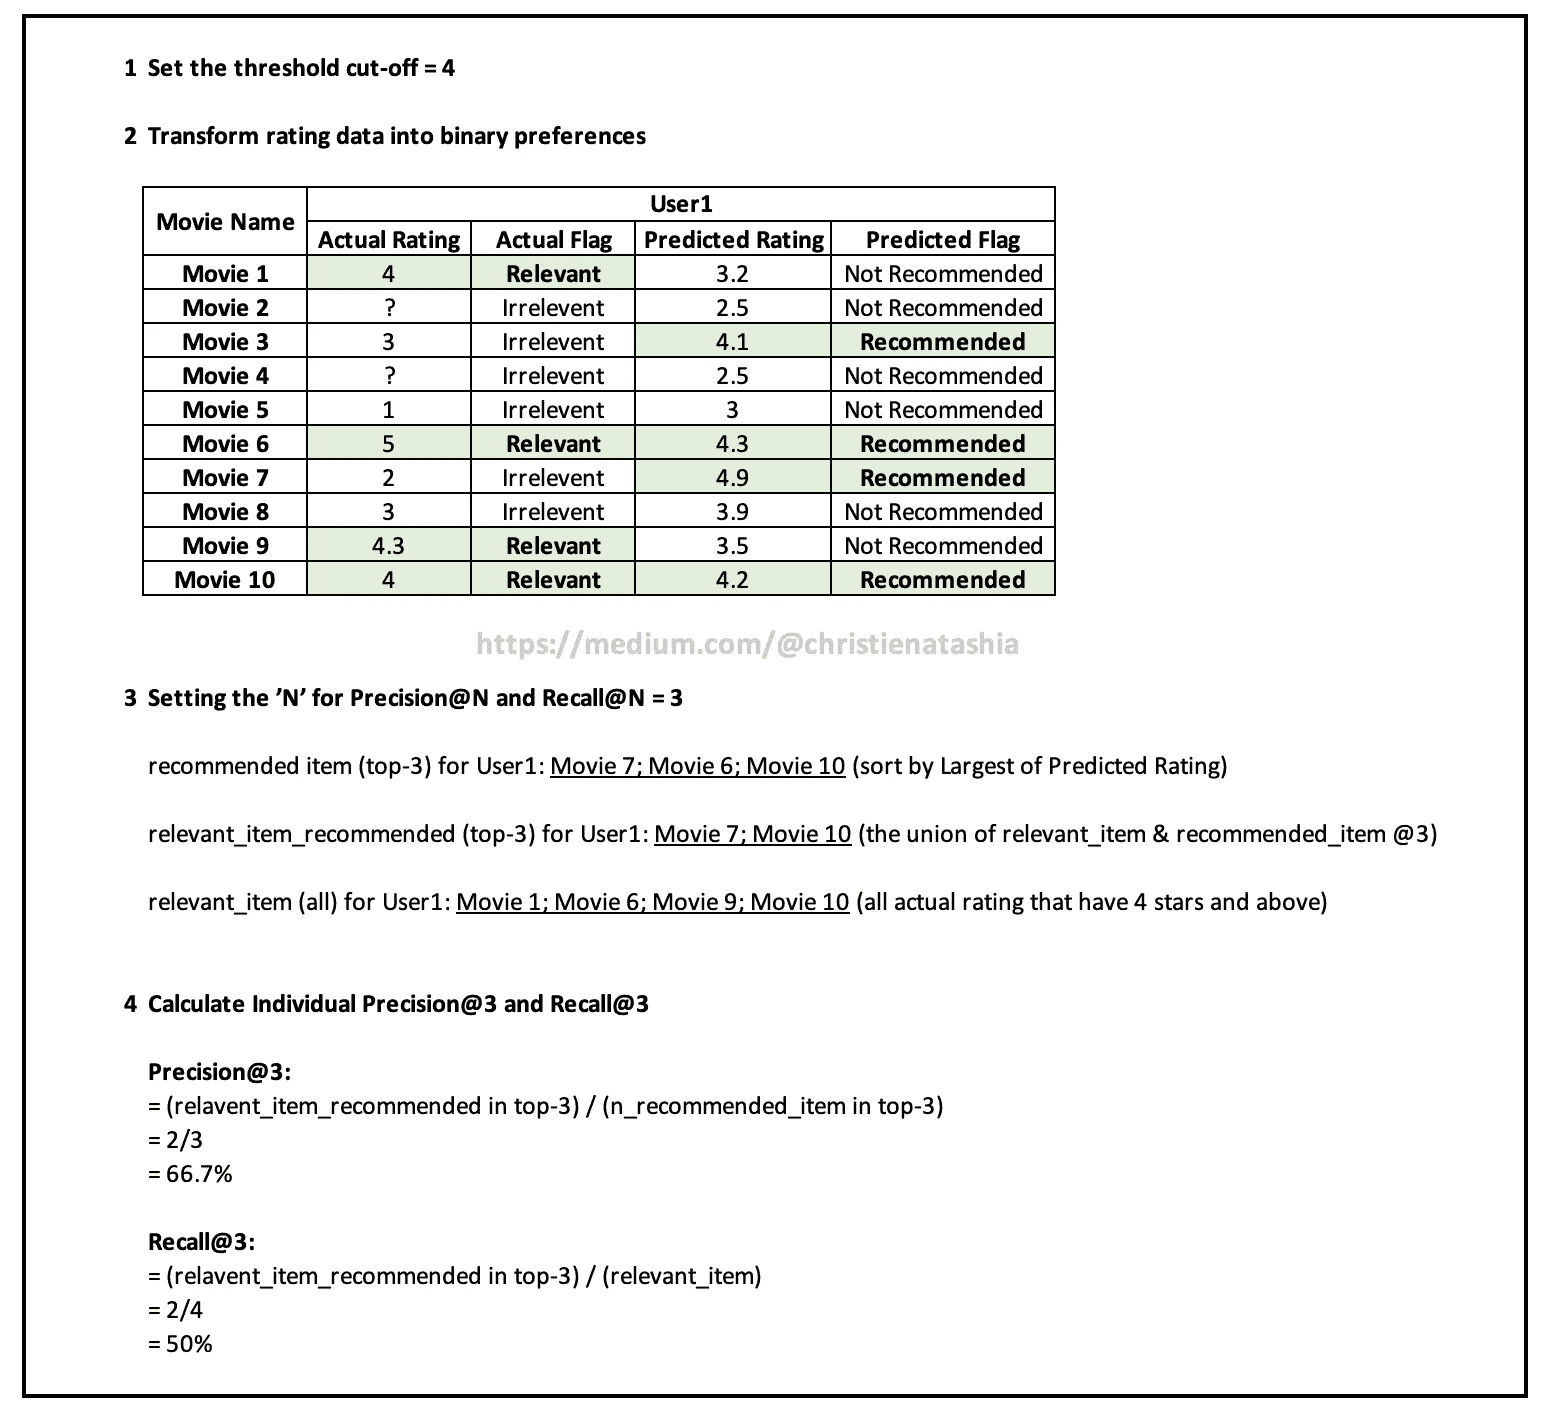 1 Set the threshold cut-off = 4
2 Transform rating data into binary preferences
Movie Name
User1
Actual Rating Actual Flag Predicted Rating Predicted Flag
Movie 1 4 Relevant 3.2 Not Recommended
Movie 2 ? Irrelevent 2.5 Not Recommended
Movie 3 3 Irrelevent 4.1 Recommended
Movie 4 ? Irrelevent 2.5 Not Recommended
Movie 5 1 Irrelevent 3 Not Recommended
Movie 6 5 Relevant 4.3 Recommended
Movie 7 2 Irrelevent 4.9 Recommended
Movie 8 3 Irrelevent 3.9 Not Recommended
Movie 9 4.3 Relevant 3.5 Not Recommended
Movie 10 4 Relevant 4.2 Recommended
https://medium.com/@christienatashia
3 Setting the ’N’ for Precision@N and Recall@N = 3
recommended item (top-3) for User1: Movie 7; Movie 6; Movie 10 (sort by Largest of Predicted Rating)
relevant_item_recommended (top-3) for User1: Movie 7; Movie 10 (the union of relevant_item & recommended_item @3)
relevant_item (all) for User1: Movie 1; Movie 6; Movie 9; Movie 10 (all actual rating that have 4 stars and above)
4 Calculate Individual Precision@3 and Recall@3
Precision@3:
= (relavent_item_recommended in top-3) / (n_recommended_item in top-3)
= 2/3
= 66.7%
Recall@3:
= (relavent_item_recommended in top-3) / (relevant_item)
= 2/4
= 50%